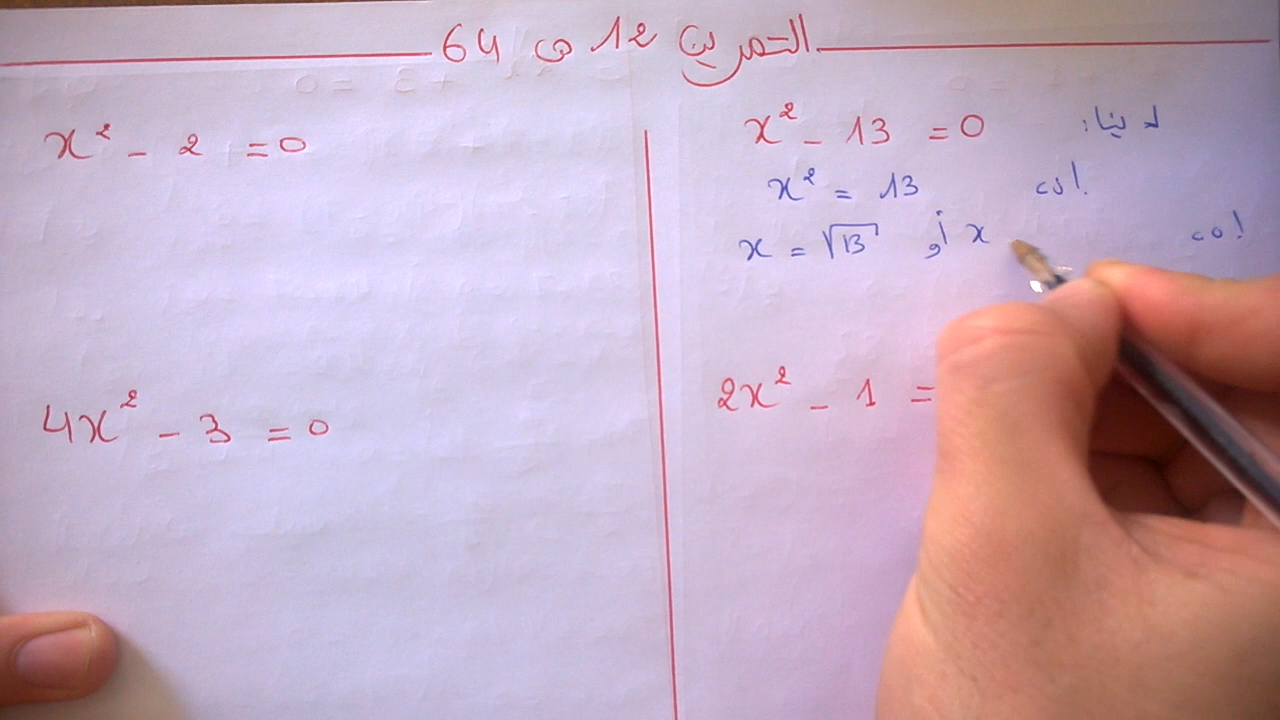 التمرين 12 ص 64
x² - 13 = 0 لدينا:
x² = 13 إذن
x = √13 أو x إذن
2x² - 1 =
x² - 2 = 0
4x² - 3 = 0